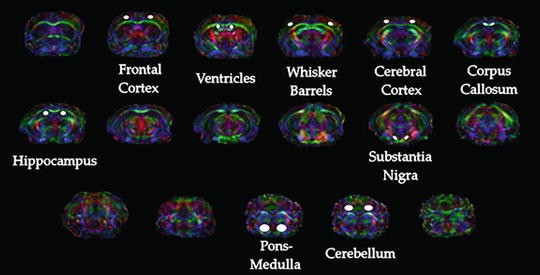 Frontal
Cortex
Ventricles
Whisker
Barrels
Cerebral
Cortex
Corpus
Callosum
Hippocampus
Substantia
Nigra
Pons-
Medulla
Cerebellum